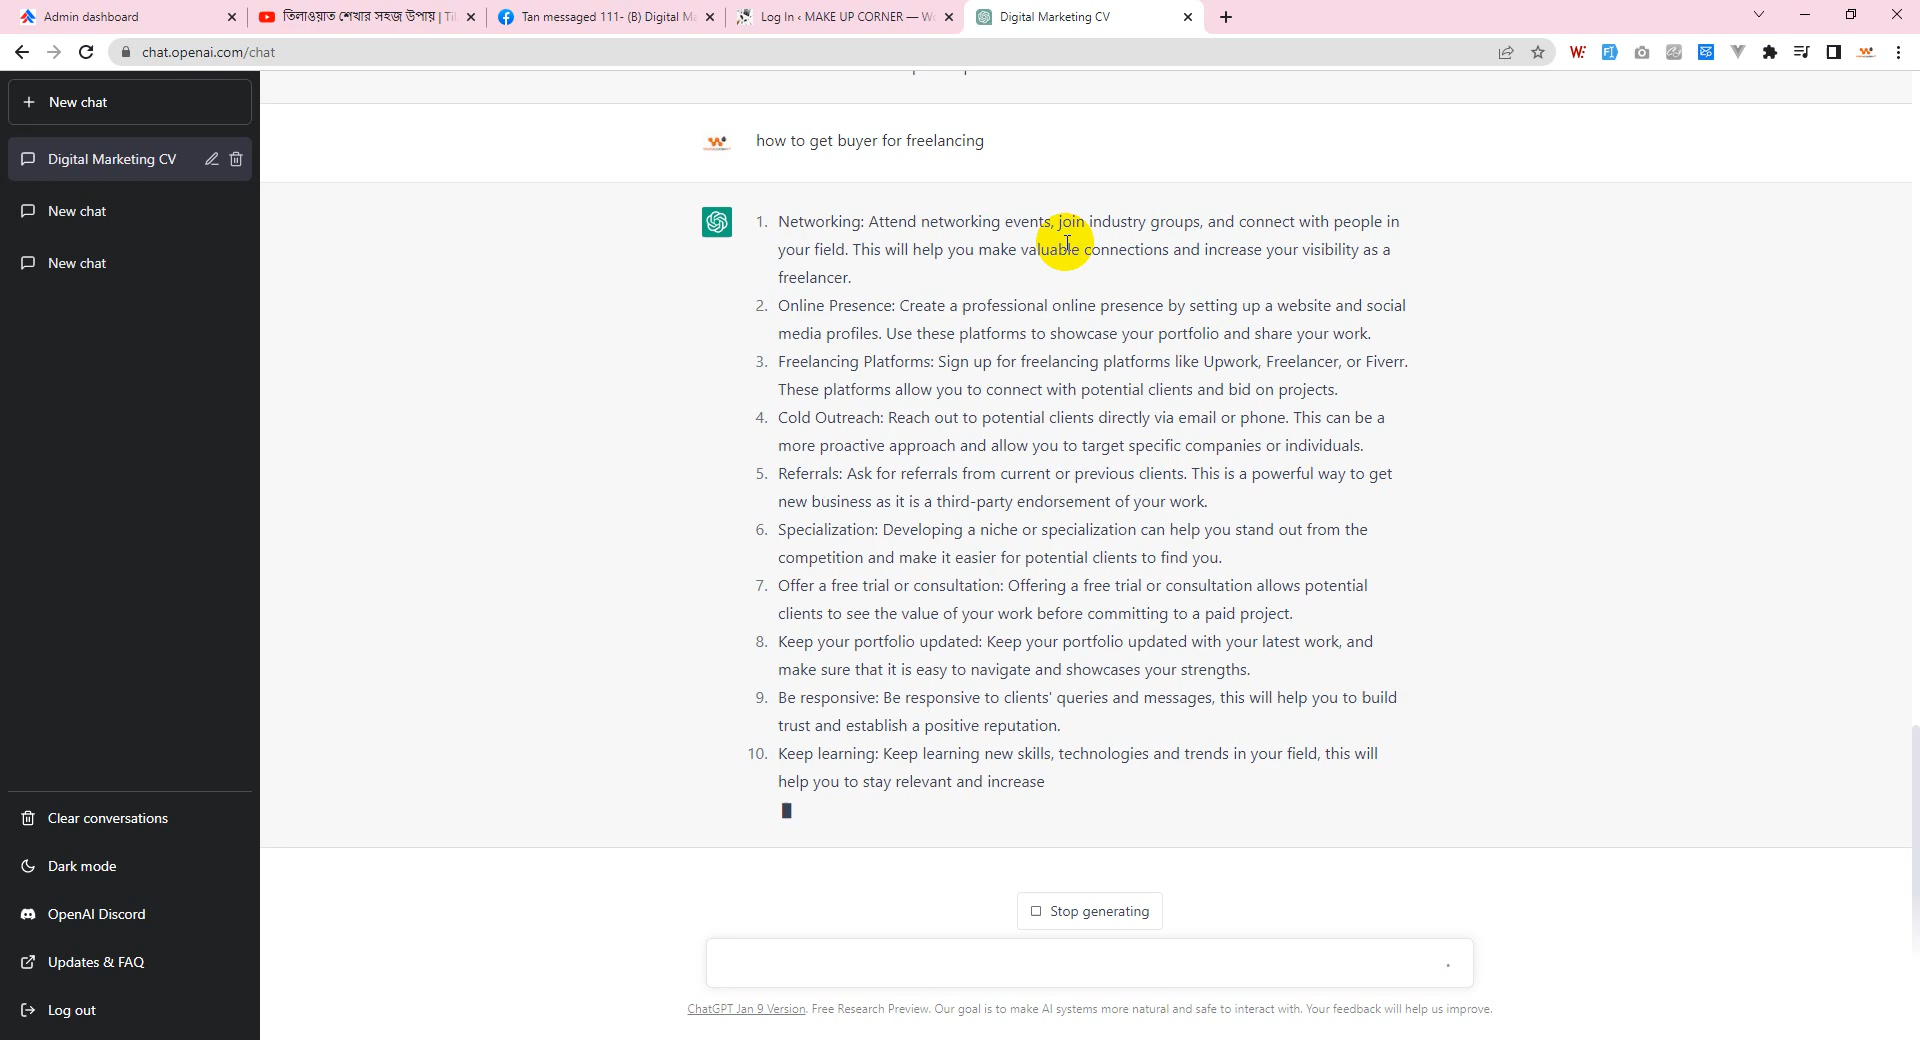 Admin dashboard
তিলাওয়াত শেখার সহজ উপায় | Til
Tan messaged 111- (B) Digital Ma
Log In ‹ MAKE UP CORNER — Wo
Digital Marketing CV
chat.openai.com/chat
New chat
Digital Marketing CV
New chat
New chat
how to get buyer for freelancing
1. Networking: Attend networking events, join industry groups, and connect with people in
your field. This will help you make valuable connections and increase your visibility as a
freelancer.
2. Online Presence: Create a professional online presence by setting up a website and social
media profiles. Use these platforms to showcase your portfolio and share your work.
3. Freelancing Platforms: Sign up for freelancing platforms like Upwork, Freelancer, or Fiverr.
These platforms allow you to connect with potential clients and bid on projects.
4. Cold Outreach: Reach out to potential clients directly via email or phone. This can be a
more proactive approach and allow you to target specific companies or individuals.
5. Referrals: Ask for referrals from current or previous clients. This is a powerful way to get
new business as it is a third-party endorsement of your work.
6. Specialization: Developing a niche or specialization can help you stand out from the
competition and make it easier for potential clients to find you.
7. Offer a free trial or consultation: Offering a free trial or consultation allows potential
clients to see the value of your work before committing to a paid project.
8. Keep your portfolio updated: Keep your portfolio updated with your latest work, and
make sure that it is easy to navigate and showcases your strengths.
9. Be responsive: Be responsive to clients' queries and messages, this will help you to build
trust and establish a positive reputation.
10. Keep learning: Keep learning new skills, technologies and trends in your field, this will
help you to stay relevant and increase
Clear conversations
Dark mode
OpenAI Discord
Updates & FAQ
Log out
Stop generating
ChatGPT Jan 9 Version. Free Research Preview. Our goal is to make AI systems more natural and safe to interact with. Your feedback will help us improve.